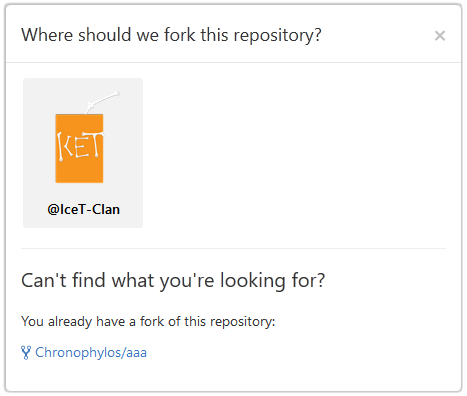 Where should we fork this repository?
×
ICET
@IceT-Clan
Can't find what you're looking for?
You already have a fork of this repository:
Chronophylos/aaa